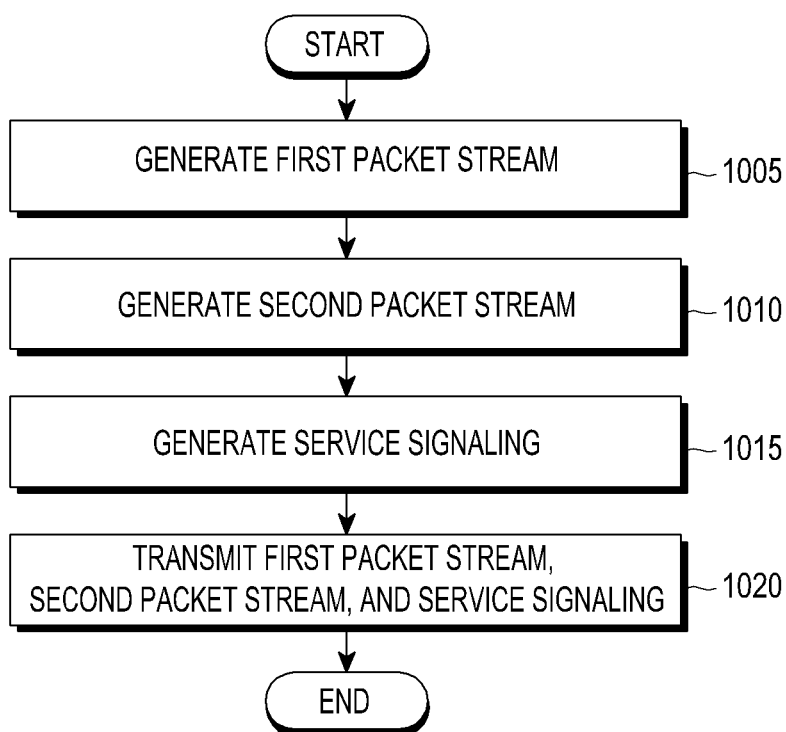 START
GENERATE FIRST PACKET STREAM
1005
GENERATE SECOND PACKET STREAM
1010
GENERATE SERVICE SIGNALING
1015
TRANSMIT FIRST PACKET STREAM,
SECOND PACKET STREAM, AND SERVICE SIGNALING
1020
END